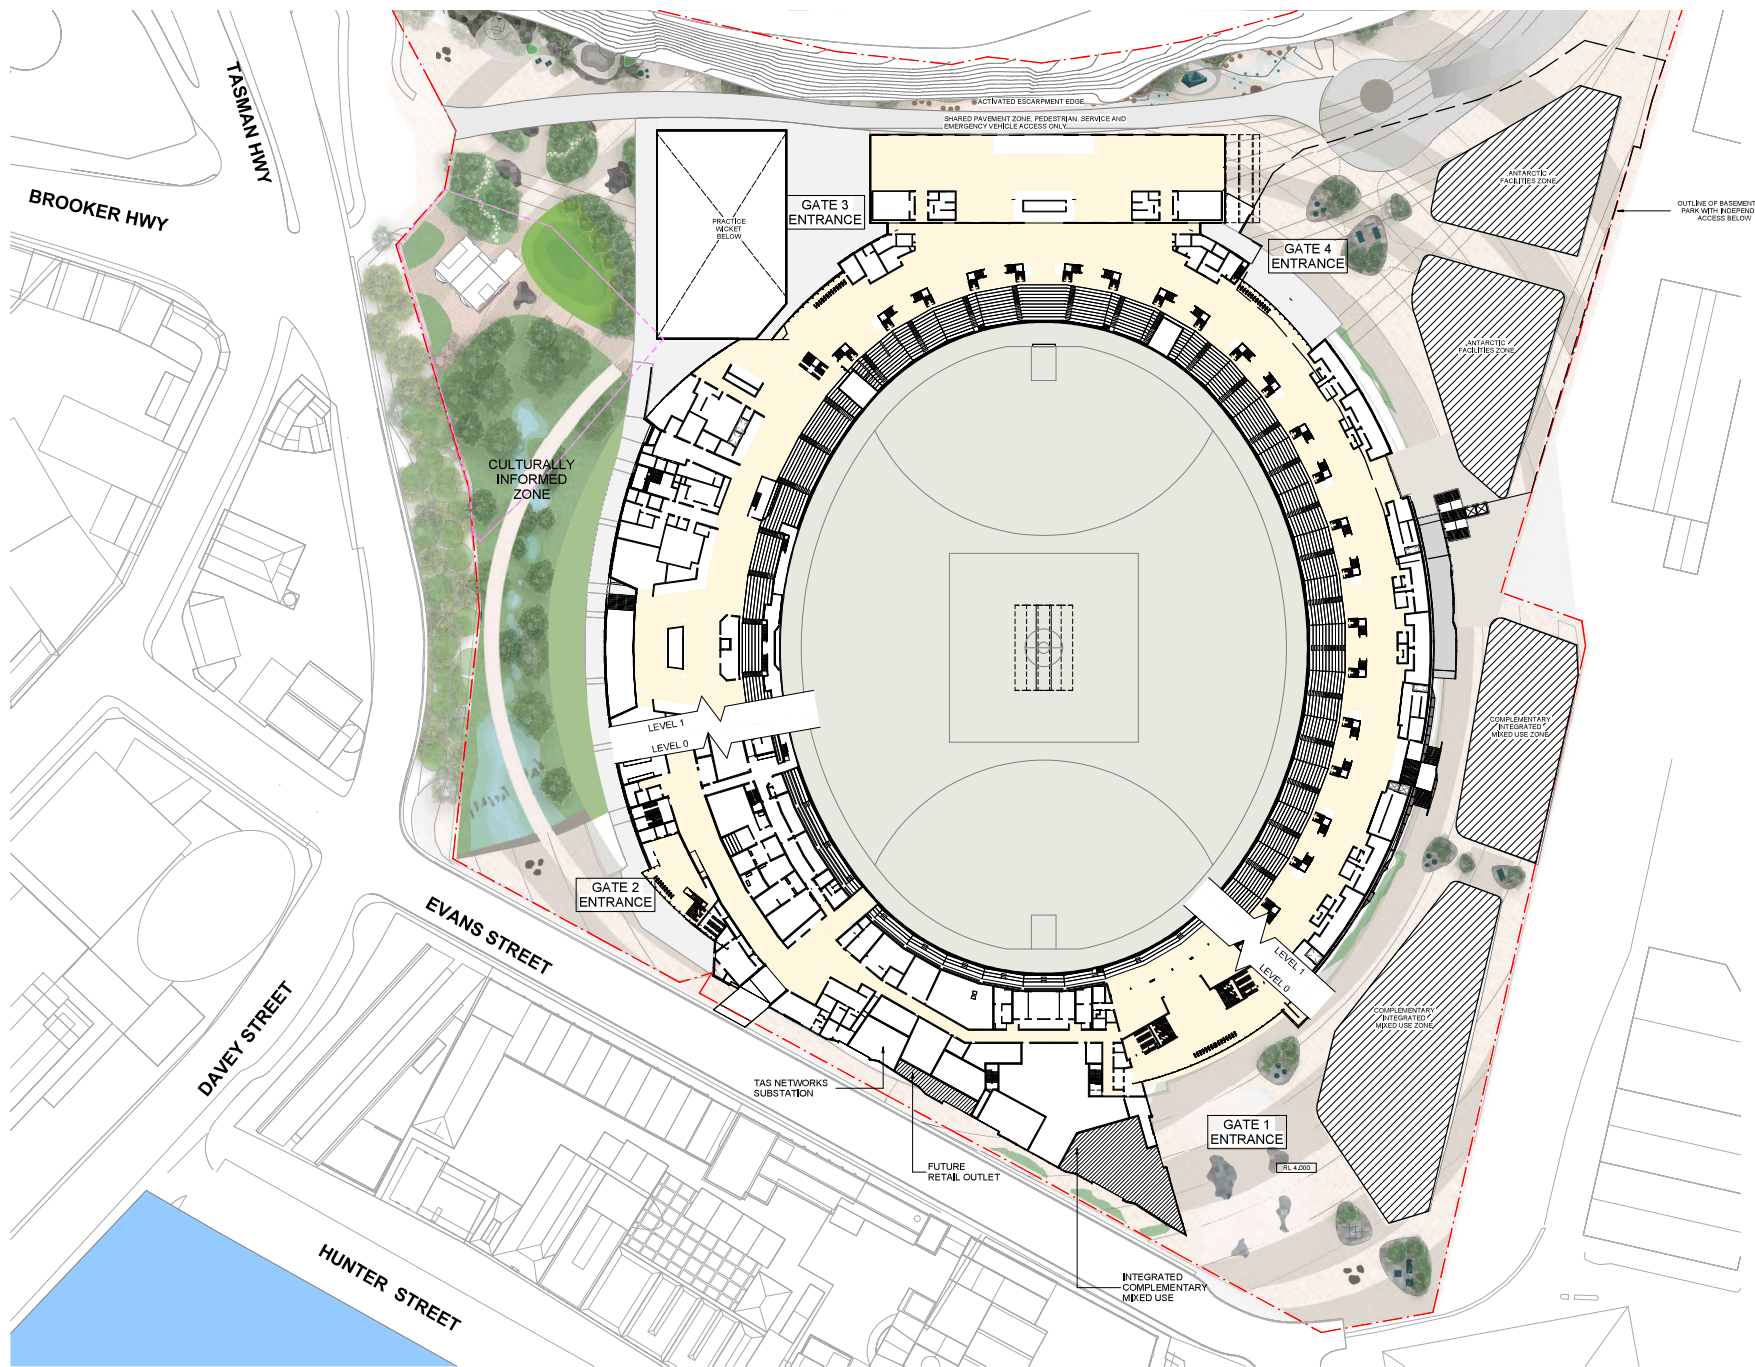 TASMAN HWY
BROOKER HWY
ACTIVATED ESCARPMENT EDGE
SHARED PAVEMENT ZONE, PEDESTRIAN, SERVICE AND
EMERGENCY VEHICLE ACCESS ONLY
ANTARCTIC
FACILITIES ZONE
OUTLINE OF BASEMENT
PARK WITH INDEPEND
ACCESS BELOW
GATE 3
ENTRANCE
PRACTICE
WICKET
BELOW
GATE 4
ENTRANCE
ANTARCTIC
FACILITIES ZONE
CULTURALLY
INFORMED
ZONE
LEVEL 1
LEVEL 0
COMPLEMENTARY
INTEGRATED
MIXED USE ZONE
GATE 2
ENTRANCE
EVANS STREET
LEVEL 1
LEVEL 0
COMPLEMENTARY
INTEGRATED
MIXED USE ZONE
DAVEY STREET
TAS NETWORKS
SUBSTATION
GATE 1
ENTRANCE
FUTURE
RETAIL OUTLET
RL 4.000
HUNTER STREET
INTEGRATED
COMPLEMENTARY
MIXED USE